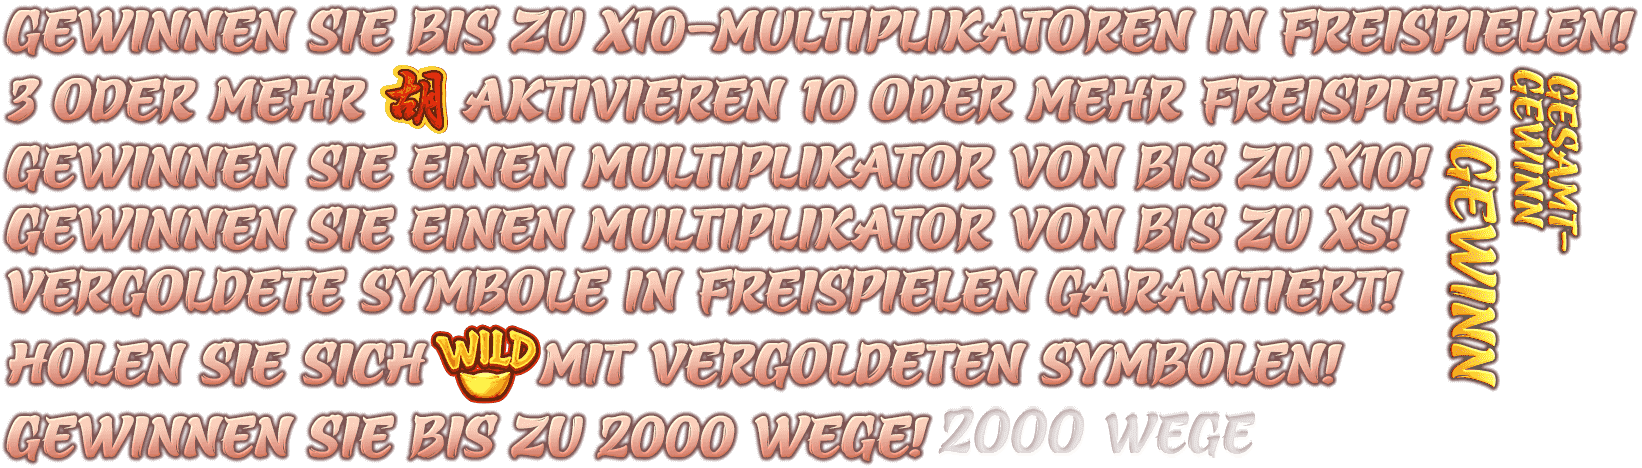 GEWINNEN SIE BIS ZU X10-MULTIPLIKATOREN IN FREISPIELEN!
3 ODER MEHR 胡 AKTIVIEREN 10 ODER MEHR FREISPIELE
GEWINNEN SIE EINEN MULTIPLIKATOR VON BIS ZU X10!
GEWINNEN SIE EINEN MULTIPLIKATOR VON BIS ZU X5!
VERGOLDETE SYMBOLE IN FREISPIELEN GARANTIERT!
HOLEN SIE SICH WILD MIT VERGOLDETEN SYMBOLEN!
GEWINNEN SIE BIS ZU 2000 WEGE!
2000 WEGE
GEWINN
GESAMT-
GEWINN